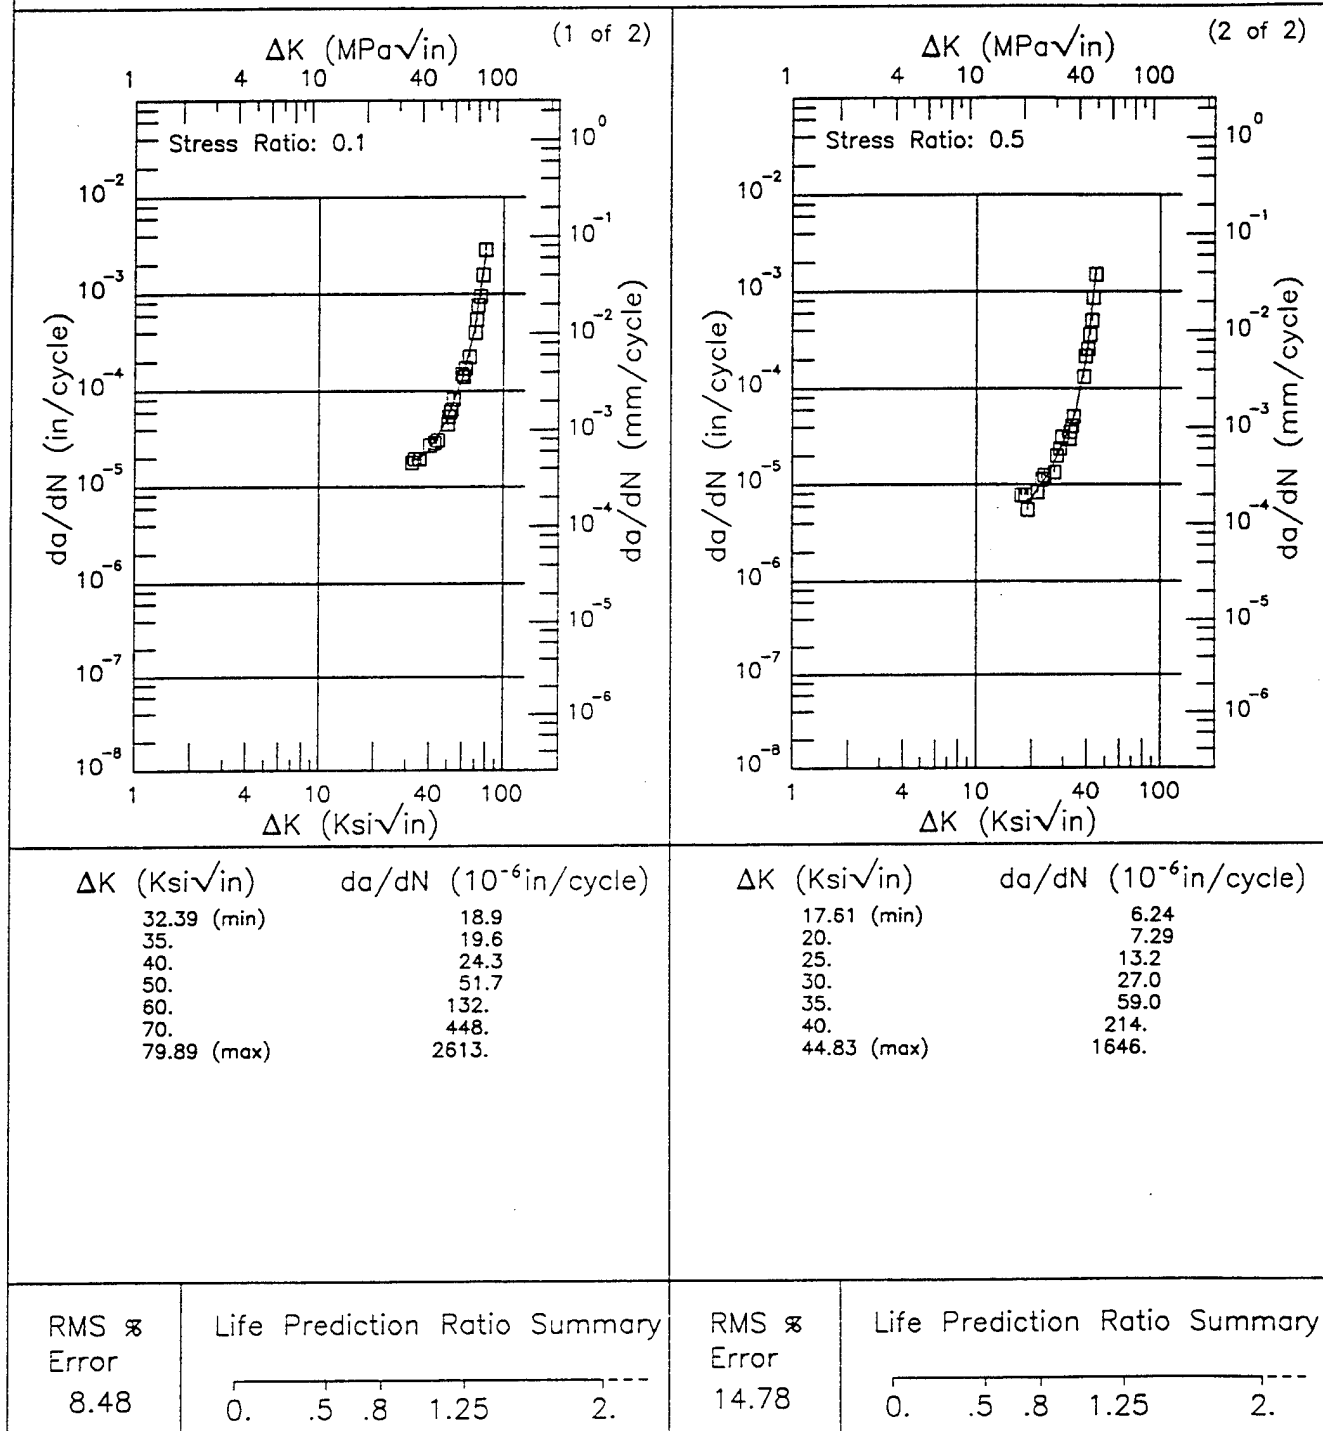 (1 of 2)
ΔK (MPa√in)
1 4 10 40 100
Stress Ratio: 0.1
10⁰
10⁻²
10⁻¹
10⁻³
10⁻²
10⁻⁴
10⁻³
10⁻⁵
10⁻⁴
10⁻⁶
10⁻⁵
10⁻⁷
10⁻⁶
10⁻⁸
da/dN (in/cycle)
da/dN (mm/cycle)
1 4 10 40 100
ΔK (Ksi√in)
(2 of 2)
ΔK (MPa√in)
1 4 10 40 100
Stress Ratio: 0.5
10⁰
10⁻²
10⁻¹
10⁻³
10⁻²
10⁻⁴
10⁻³
10⁻⁵
10⁻⁴
10⁻⁶
10⁻⁵
10⁻⁷
10⁻⁶
10⁻⁸
da/dN (in/cycle)
da/dN (mm/cycle)
1 4 10 40 100
ΔK (Ksi√in)
ΔK (Ksi√in) da/dN (10⁻⁶in/cycle)
32.39 (min) 18.9
35. 19.6
40. 24.3
50. 51.7
60. 132.
70. 448.
79.89 (max) 2613.
ΔK (Ksi√in) da/dN (10⁻⁶in/cycle)
17.61 (min) 6.24
20. 7.29
25. 13.2
30. 27.0
35. 59.0
40. 214.
44.83 (max) 1646.
RMS %
Error
8.48
Life Prediction Ratio Summary
0. .5 .8 1.25 2.
RMS %
Error
14.78
Life Prediction Ratio Summary
0. .5 .8 1.25 2.